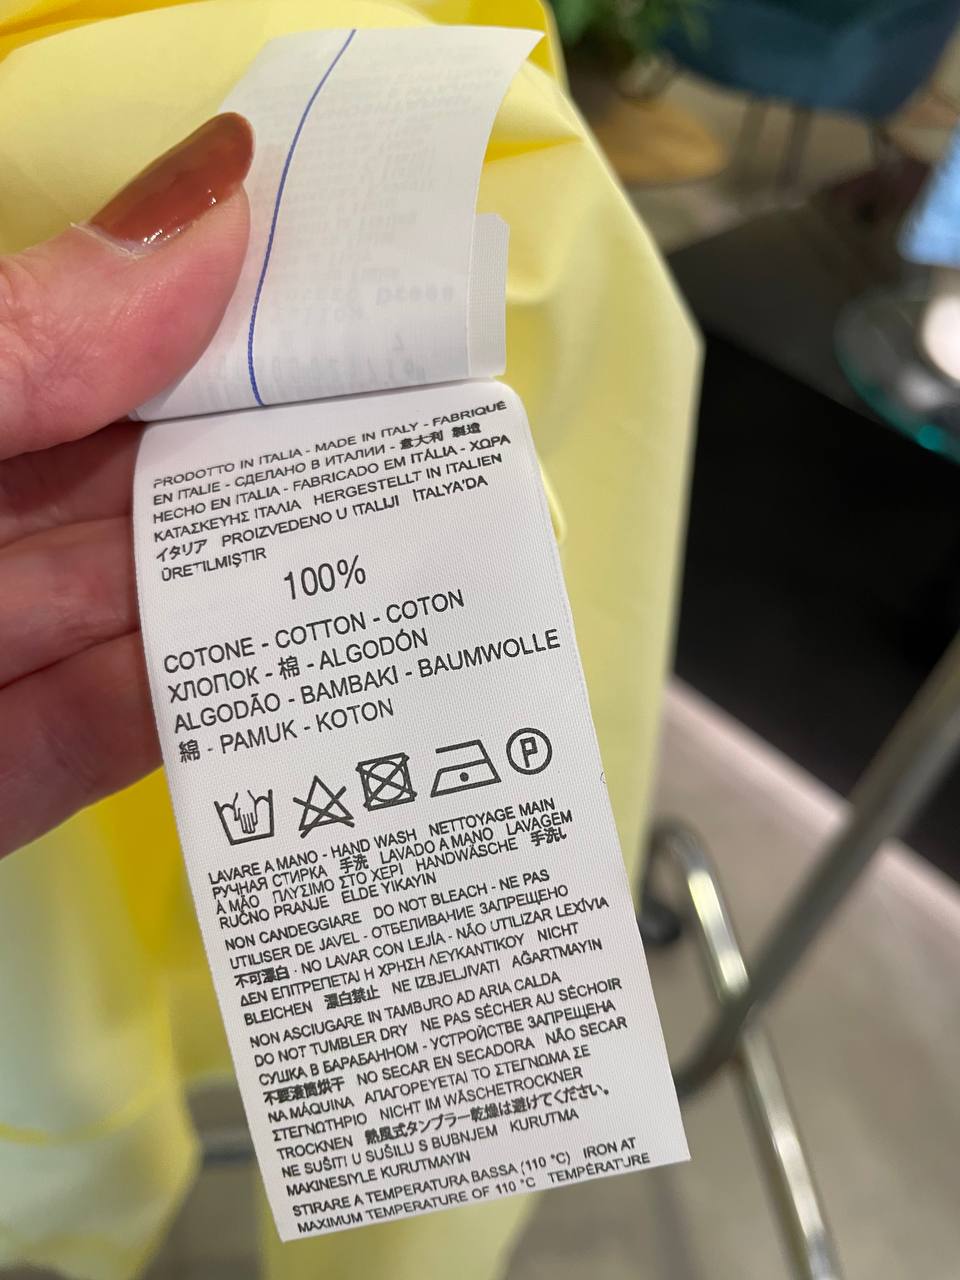 PRODOTTO IN ITALIA - MADE IN ITALY - FABRIQUÉ
EN ITALIE - СДЕЛАНО В ИТАЛИИ - 意大利 製造
HECHO EN ITALIA - FABRICADO EM ITÁLIA - ΧΩΡΑ
ΚΑΤΑΣΚΕΥΗΣ ΙΤΑΛΙΑ HERGESTELLT IN ITALIEN
イタリア PROIZVEDENO U ITALIJI İTALYA'DA
ÜRETILMIŞTIR
100%
COTONE - COTTON - COTON
ХЛОПОК - 棉 - ALGODÓN
ALGODÃO - BAMBAKI - BAUMWOLLE
綿 - PAMUK - KOTON
P
LAVARE A MANO - HAND WASH NETTOYAGE MAIN
РУЧНАЯ СТИРКА 手洗 LAVADO A MANO LAVAGEM
À MÃO ΠΛΥΣΙΜΟ ΣΤΟ ΧΕΡΙ HANDWÄSCHE 手洗い
RUČNO PRANJE ELDE YIKAYIN
NON CANDEGGIARE DO NOT BLEACH - NE PAS
UTILISER DE JAVEL - ОТБЕЛИВАНИЕ ЗАПРЕЩЕНО
不可漂白 - NO LAVAR CON LEJÍA - NÃO UTILIZAR LEXÍVIA
ΔΕΝ ΕΠΙΤΡΕΠΕΤΑΙ Η ΧΡΗΣΗ ΛΕΥΚΑΝΤΙΚΟΥ NICHT
BLEICHEN 漂白禁止 NE IZBJELJIVATI AĞARTMAYIN
NON ASCIUGARE IN TAMBURO AD ARIA CALDA
DO NOT TUMBLER DRY NE PAS SÉCHER AU SÉCHOIR
СУШКА В БАРАБАННОМ - УСТРОЙСТВЕ ЗАПРЕЩЕНА
不要滚筒烘干 NO SECAR EN SECADORA NÃO SECAR
NA MÁQUINA ΑΠΑΓΟΡΕΥΕΤΑΙ ΤΟ ΣΤΕΓΝΩΜΑ ΣΕ
ΣΤΕΓΝΩΤΗΡΙΟ NICHT IM WÄSCHETROCKNER
TROCKNEN 熱風式タンブラー乾燥は避けてください。
NE SUŠITI U SUŠILU S BUBNJEM KURUTMA
MAKINESIYLE KURUTMAYIN
STIRARE A TEMPERATURA BASSA (110 °C) IRON AT
MAXIMUM TEMPERATURE OF 110 °C TEMPÉRATURE